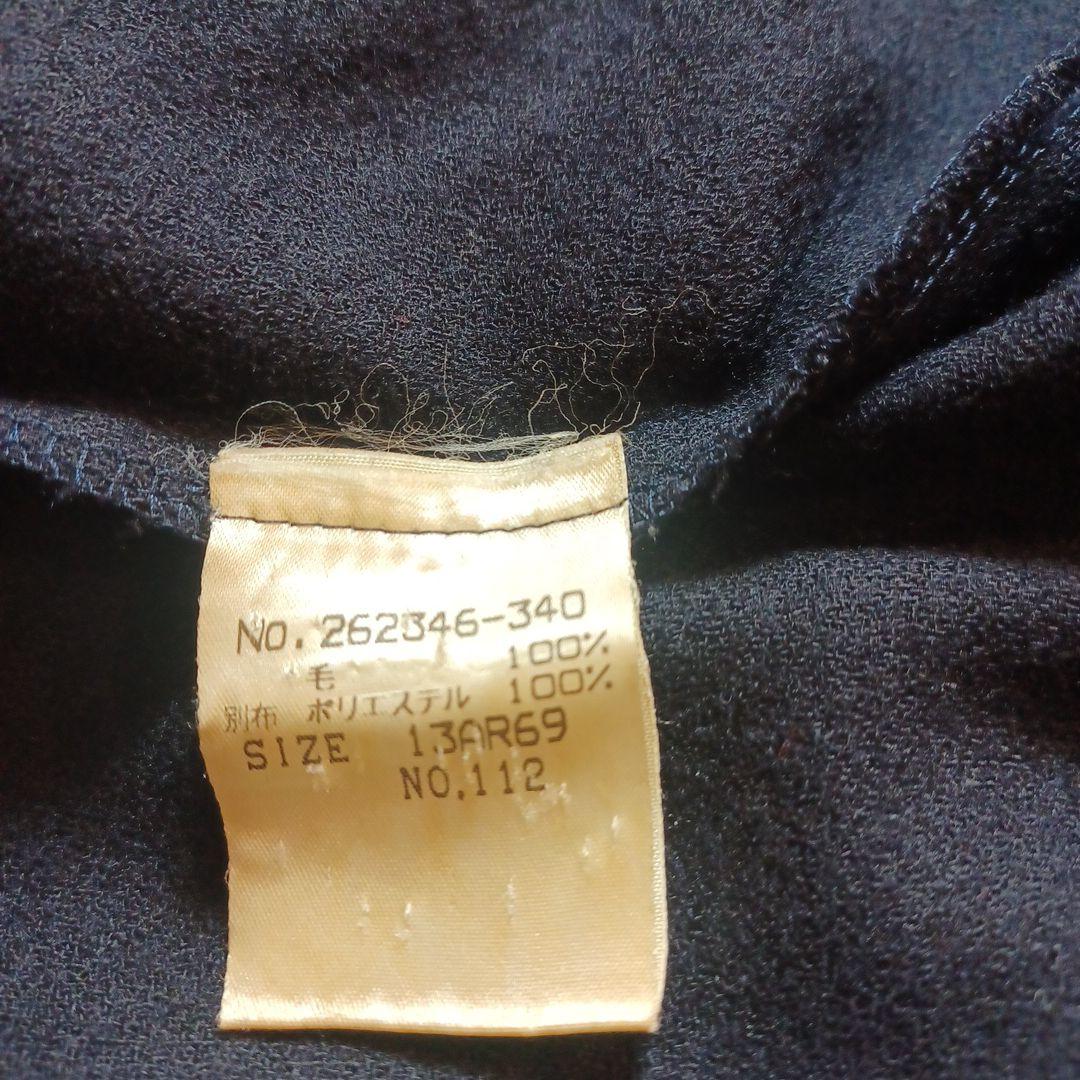 NO.262346-340
毛 100%
別布 ポリエステル 100%
SIZE 13AR69
NO.112